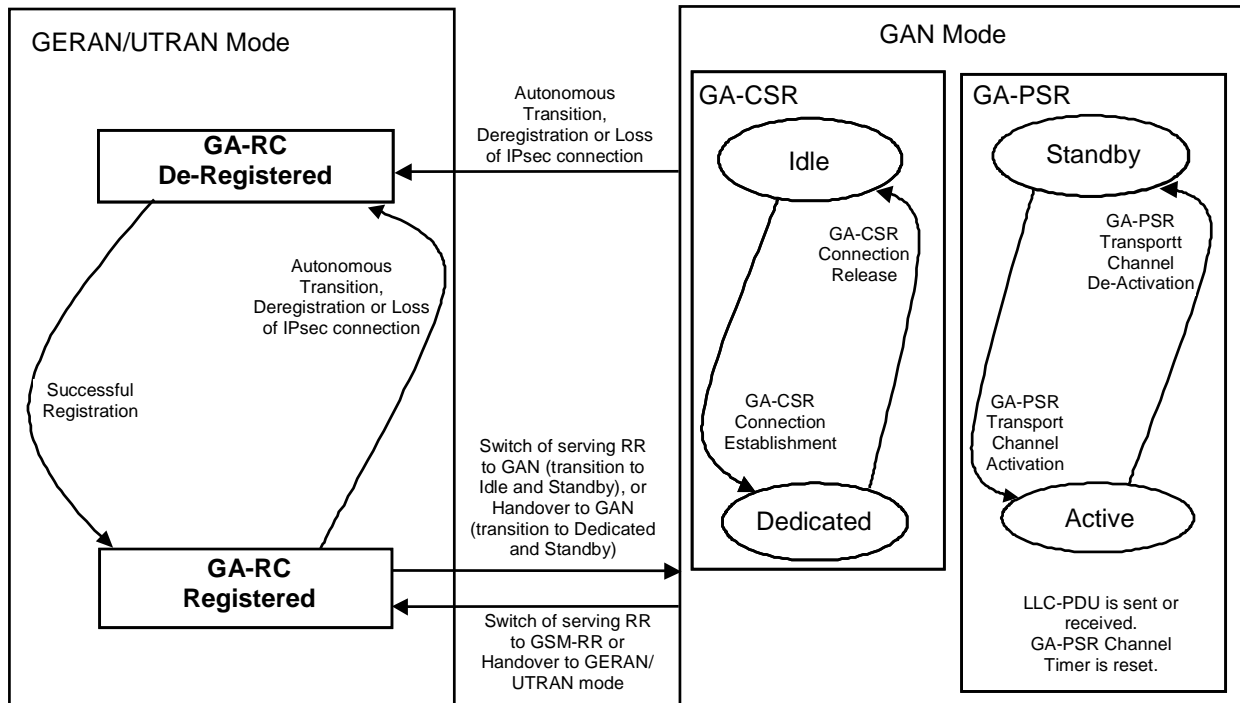 GERAN/UTRAN Mode
GA-RC
De-Registered
Autonomous
Transition,
Deregistration or Loss
of IPsec connection
Successful
Registration
GA-RC
Registered
Autonomous
Transition,
Deregistration or Loss
of IPsec connection
Switch of serving RR
to GAN (transition to
Idle and Standby), or
Handover to GAN
(transition to Dedicated
and Standby)
Switch of serving RR
to GSM-RR or
Handover to GERAN/
UTRAN mode
GAN Mode
GA-CSR
Idle
GA-CSR
Connection
Release
GA-CSR
Connection
Establishment
Dedicated
GA-PSR
Standby
GA-PSR
Transportt
Channel
De-Activation
GA-PSR
Transport
Channel
Activation
Active
LLC-PDU is sent or
received.
GA-PSR Channel
Timer is reset.